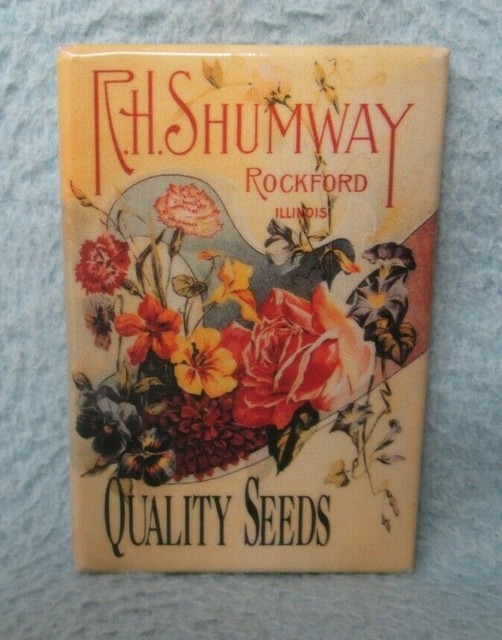 R.H. SHUMWAY
ROCKFORD
ILLINOIS
QUALITY SEEDS